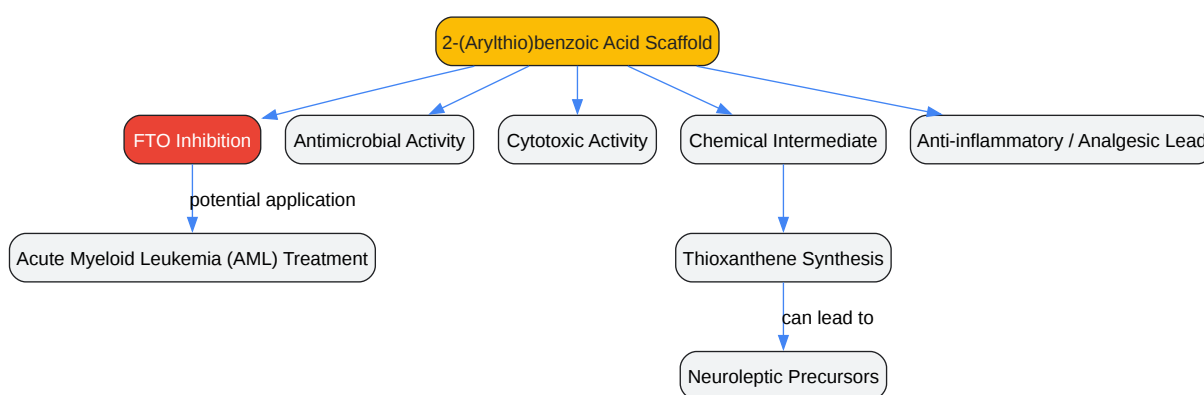 2-(Arylthio)benzoic Acid Scaffold
FTO Inhibition
Antimicrobial Activity
Cytotoxic Activity
Chemical Intermediate
Anti-inflammatory / Analgesic Lead
potential application
Acute Myeloid Leukemia (AML) Treatment
Thioxanthene Synthesis
can lead to
Neuroleptic Precursors